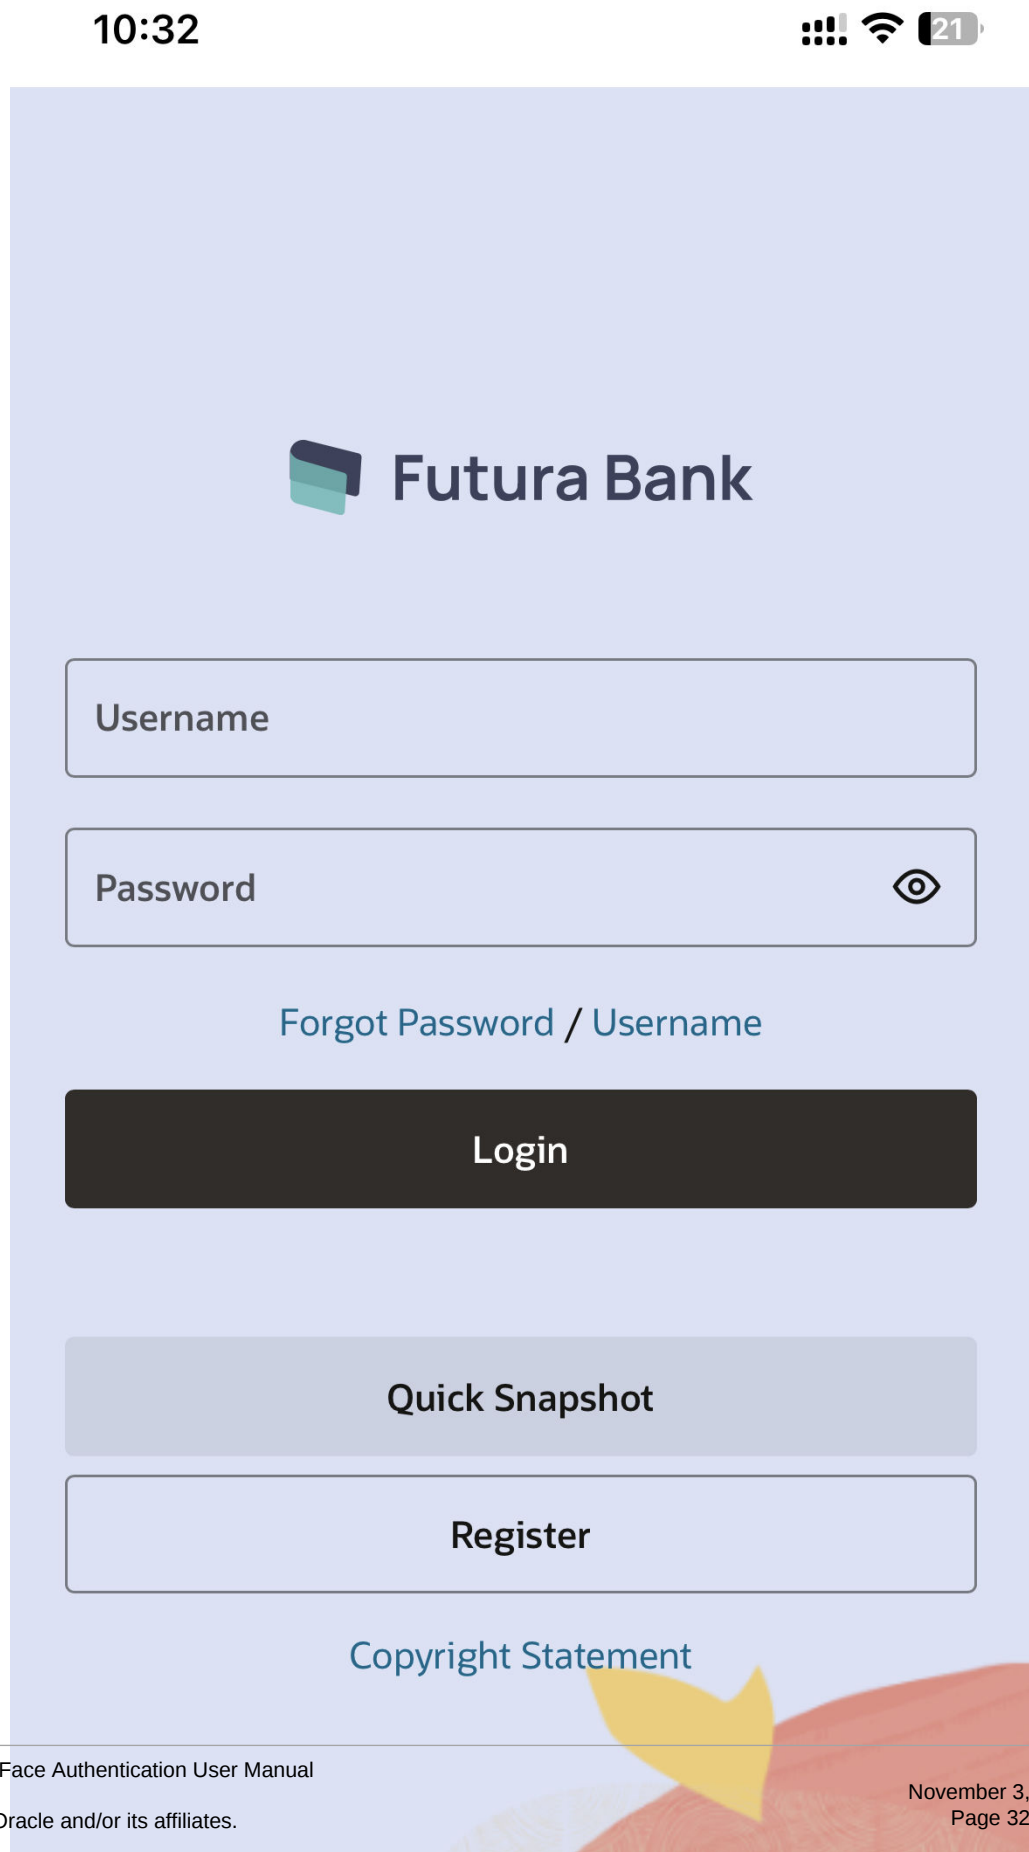 10:32
21
Futura Bank
Username
Password
Forgot Password / Username
Login
Quick Snapshot
Register
Copyright Statement
Face Authentication User Manual
November 3,
Oracle and/or its affiliates.
Page 32